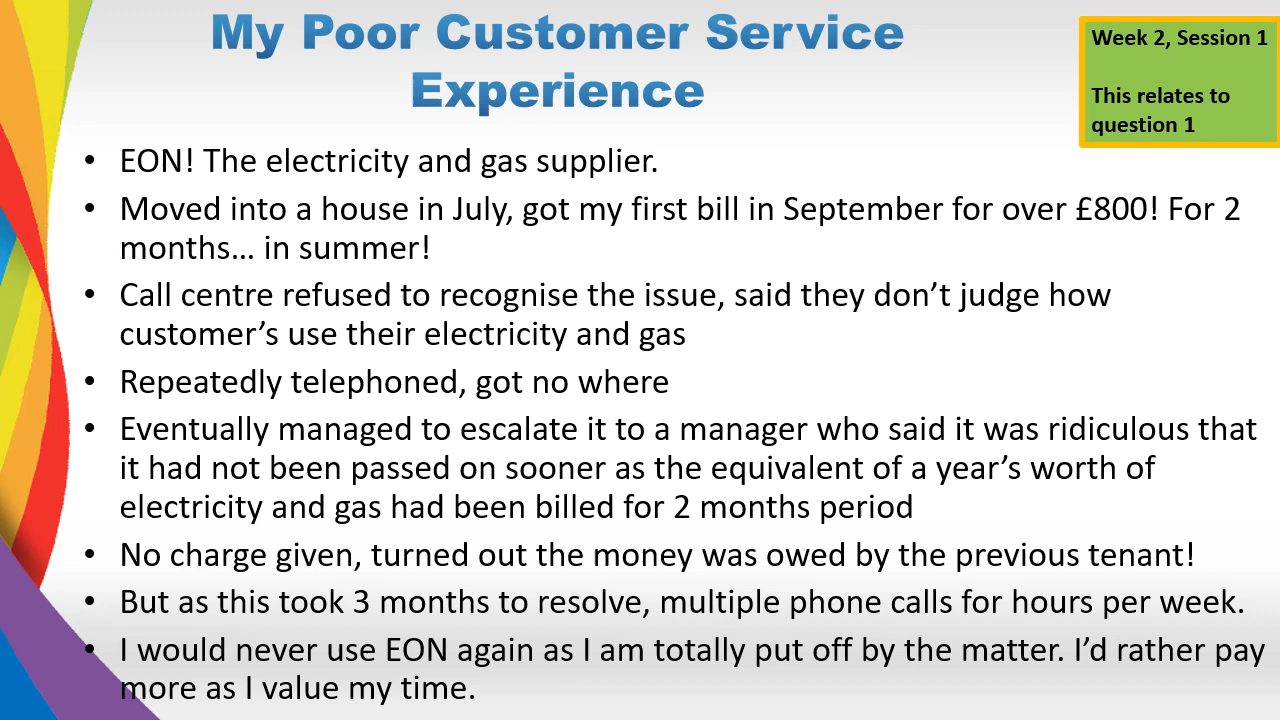 My Poor Customer Service
Experience
Week 2, Session 1
This relates to
question 1
• EON! The electricity and gas supplier.
• Moved into a house in July, got my first bill in September for over £800! For 2
months… in summer!
• Call centre refused to recognise the issue, said they don’t judge how
customer’s use their electricity and gas
• Repeatedly telephoned, got no where
• Eventually managed to escalate it to a manager who said it was ridiculous that
it had not been passed on sooner as the equivalent of a year’s worth of
electricity and gas had been billed for 2 months period
• No charge given, turned out the money was owed by the previous tenant!
• But as this took 3 months to resolve, multiple phone calls for hours per week.
• I would never use EON again as I am totally put off by the matter. I’d rather pay
more as I value my time.